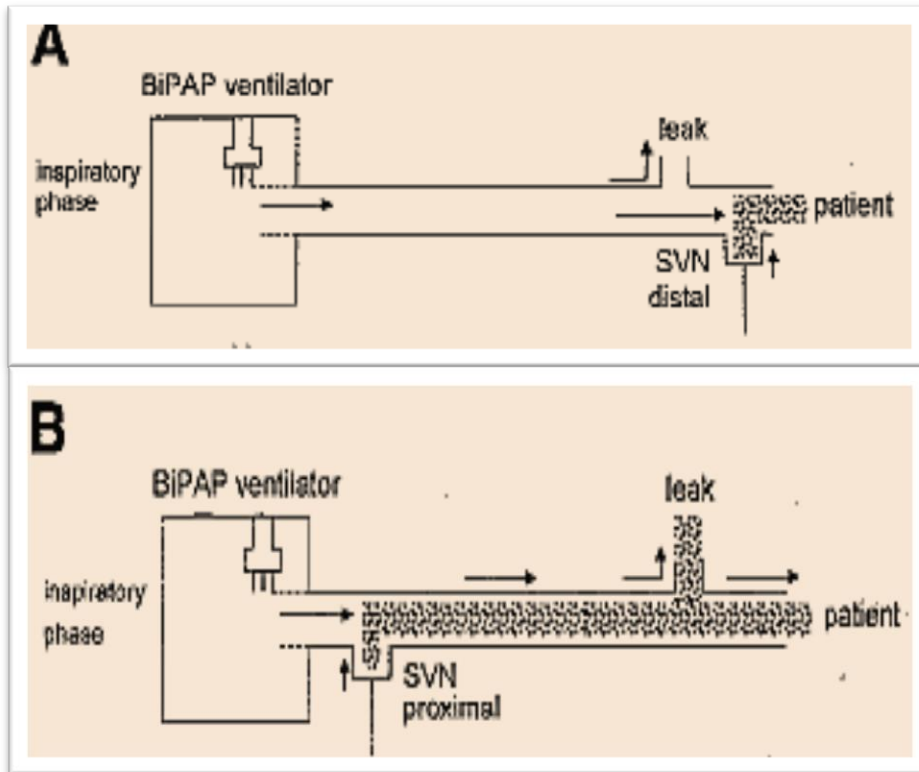 A
BiPAP ventilator
leak
inspiratory
phase
patient
SVN
distal
B
BiPAP ventilator
leak
inspiratory
phase
patient
SVN
proximal